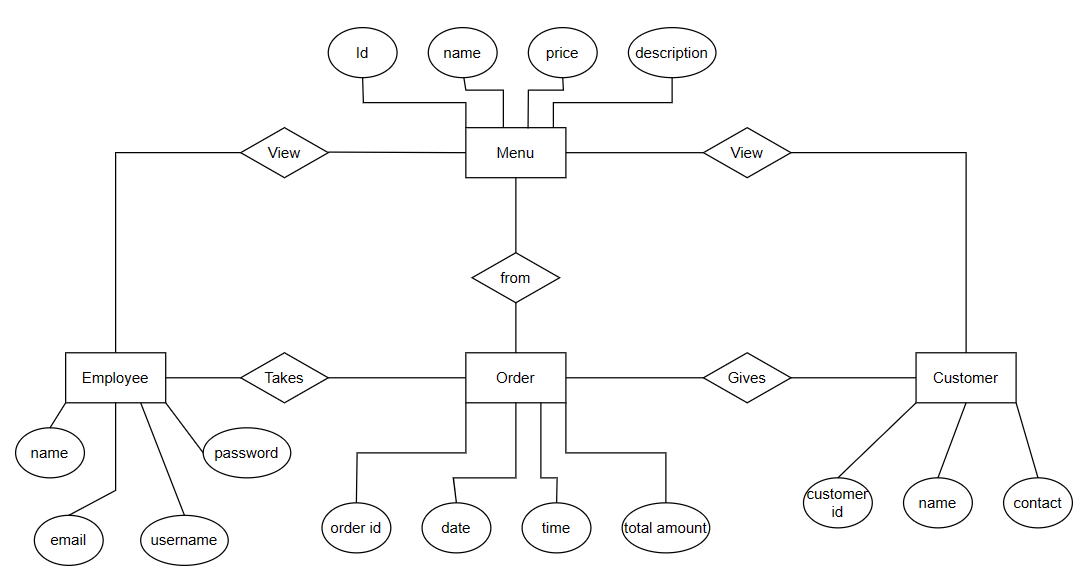 Id
name
price
description
View
Menu
View
from
Employee
Takes
Order
Gives
Customer
name
password
email
username
order id
date
time
total amount
customer
id
name
contact